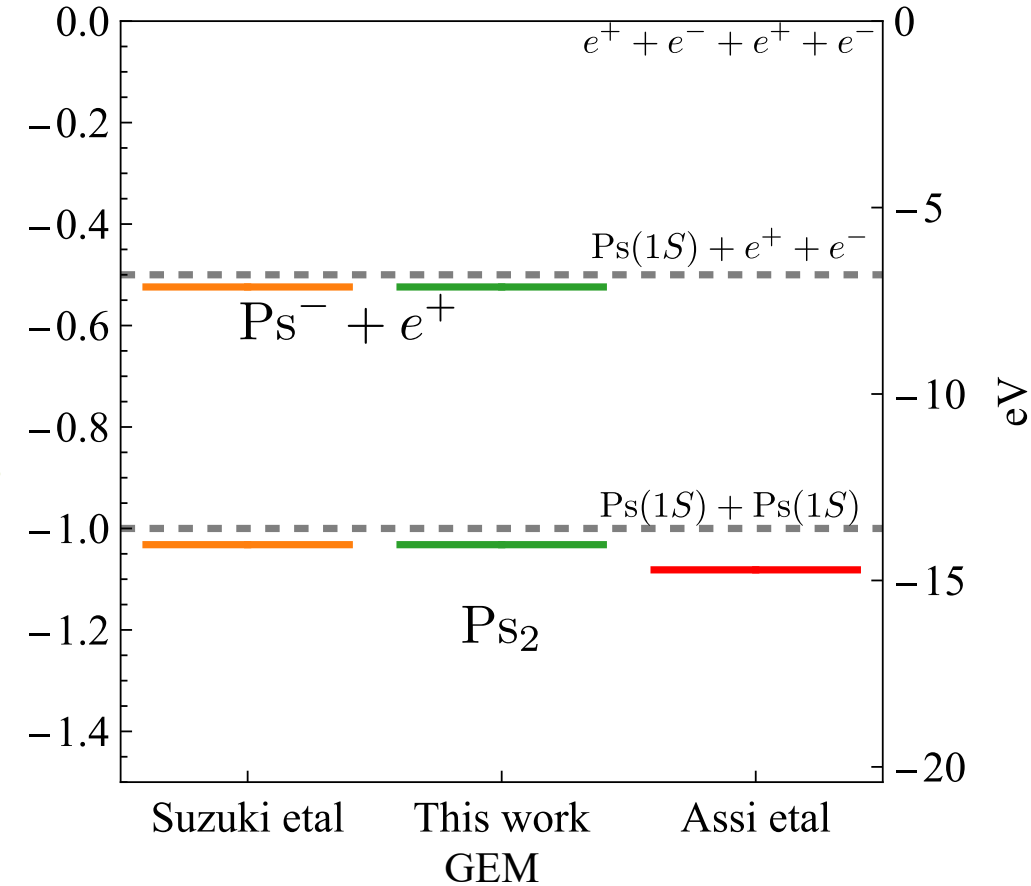 0.0
0
e⁺ + e⁻ + e⁺ + e⁻
−0.2
−0.4
−5
Ps(1S) + e⁺ + e⁻
Ps⁻ + e⁺
−0.6
−0.8
−10
eV
Ps(1S) + Ps(1S)
−1.0
−15
−1.2
Ps₂
−1.4
−20
Suzuki etal
This work
Assi etal
GEM